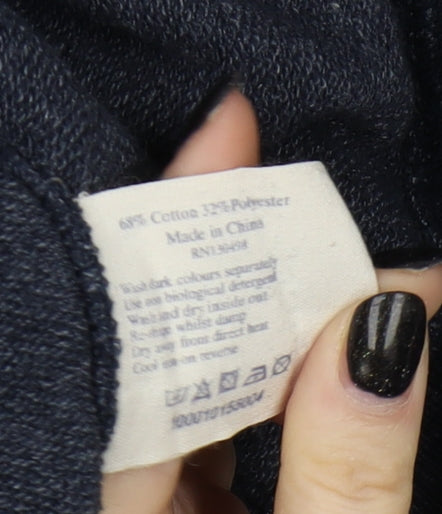 68% Cotton 32% Polyester
Made in China
RN130498
Wash dark colours separately
Use non biological detergent
Wash and dry inside out
Re-shape whilst damp
Dry away from direct heat
Cool iron on reverse
100010155004